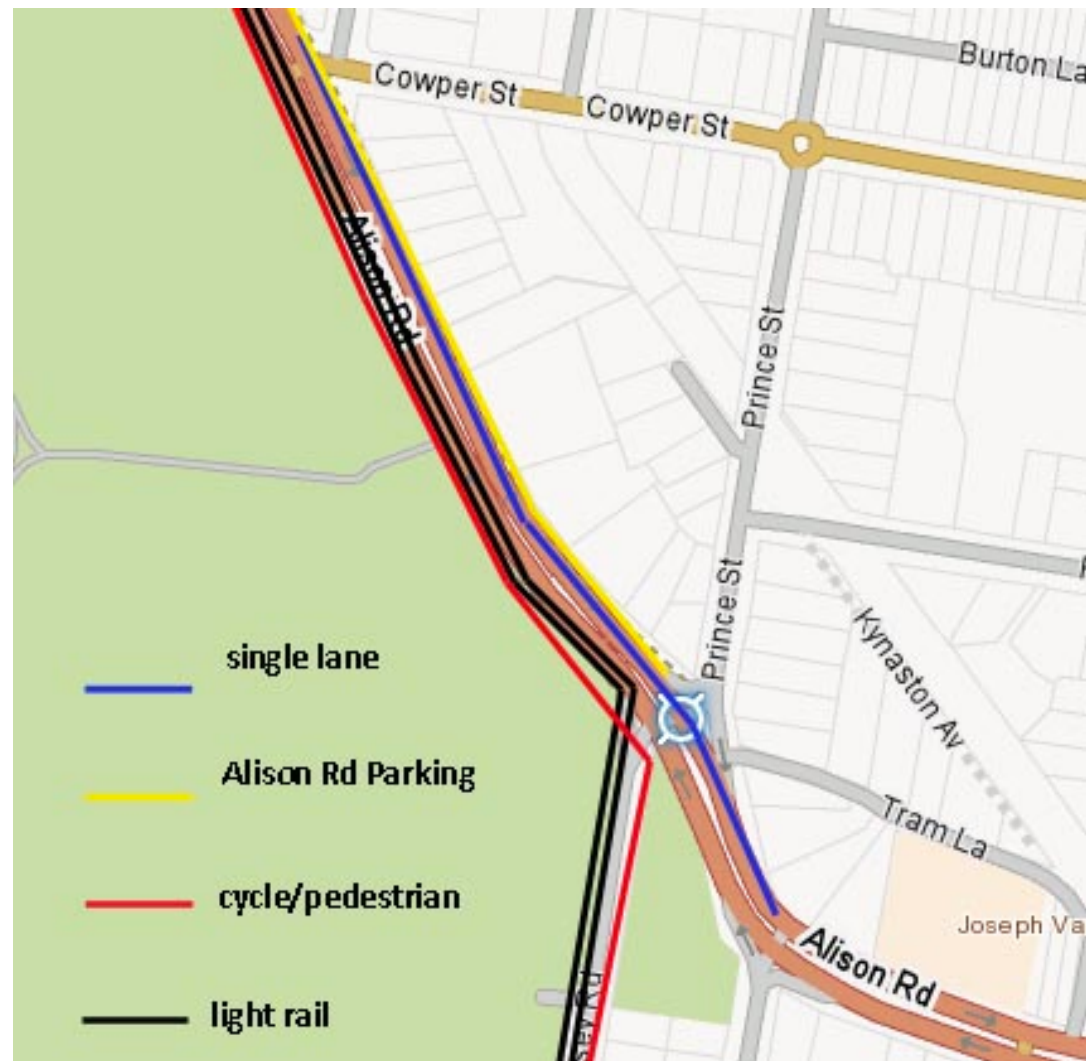 Burton La
Cowper St
Cowper St
Alison Rd
Prince St
Prince St
Kynaston Av
single lane
Alison Rd Parking
Tram La
cycle/pedestrian
Joseph Va
Alison Rd
light rail